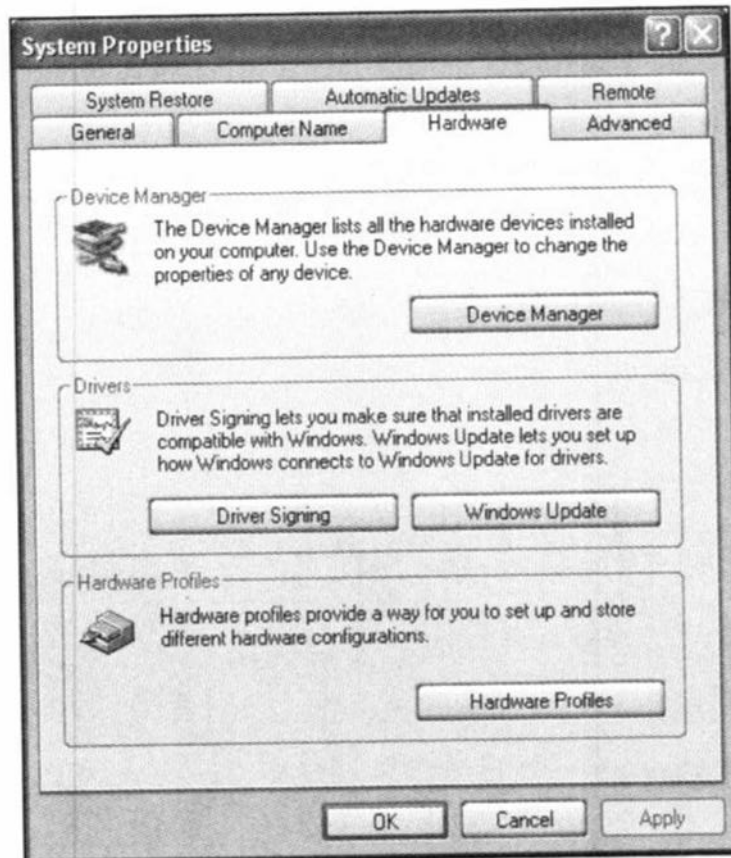 System Properties
System Restore Automatic Updates Remote
General Computer Name Hardware Advanced
Device Manager
The Device Manager lists all the hardware devices installed
on your computer. Use the Device Manager to change the
properties of any device.
Device Manager
Drivers
Driver Signing lets you make sure that installed drivers are
compatible with Windows. Windows Update lets you set up
how Windows connects to Windows Update for drivers.
Driver Signing Windows Update
Hardware Profiles
Hardware profiles provide a way for you to set up and store
different hardware configurations.
Hardware Profiles
OK Cancel Apply